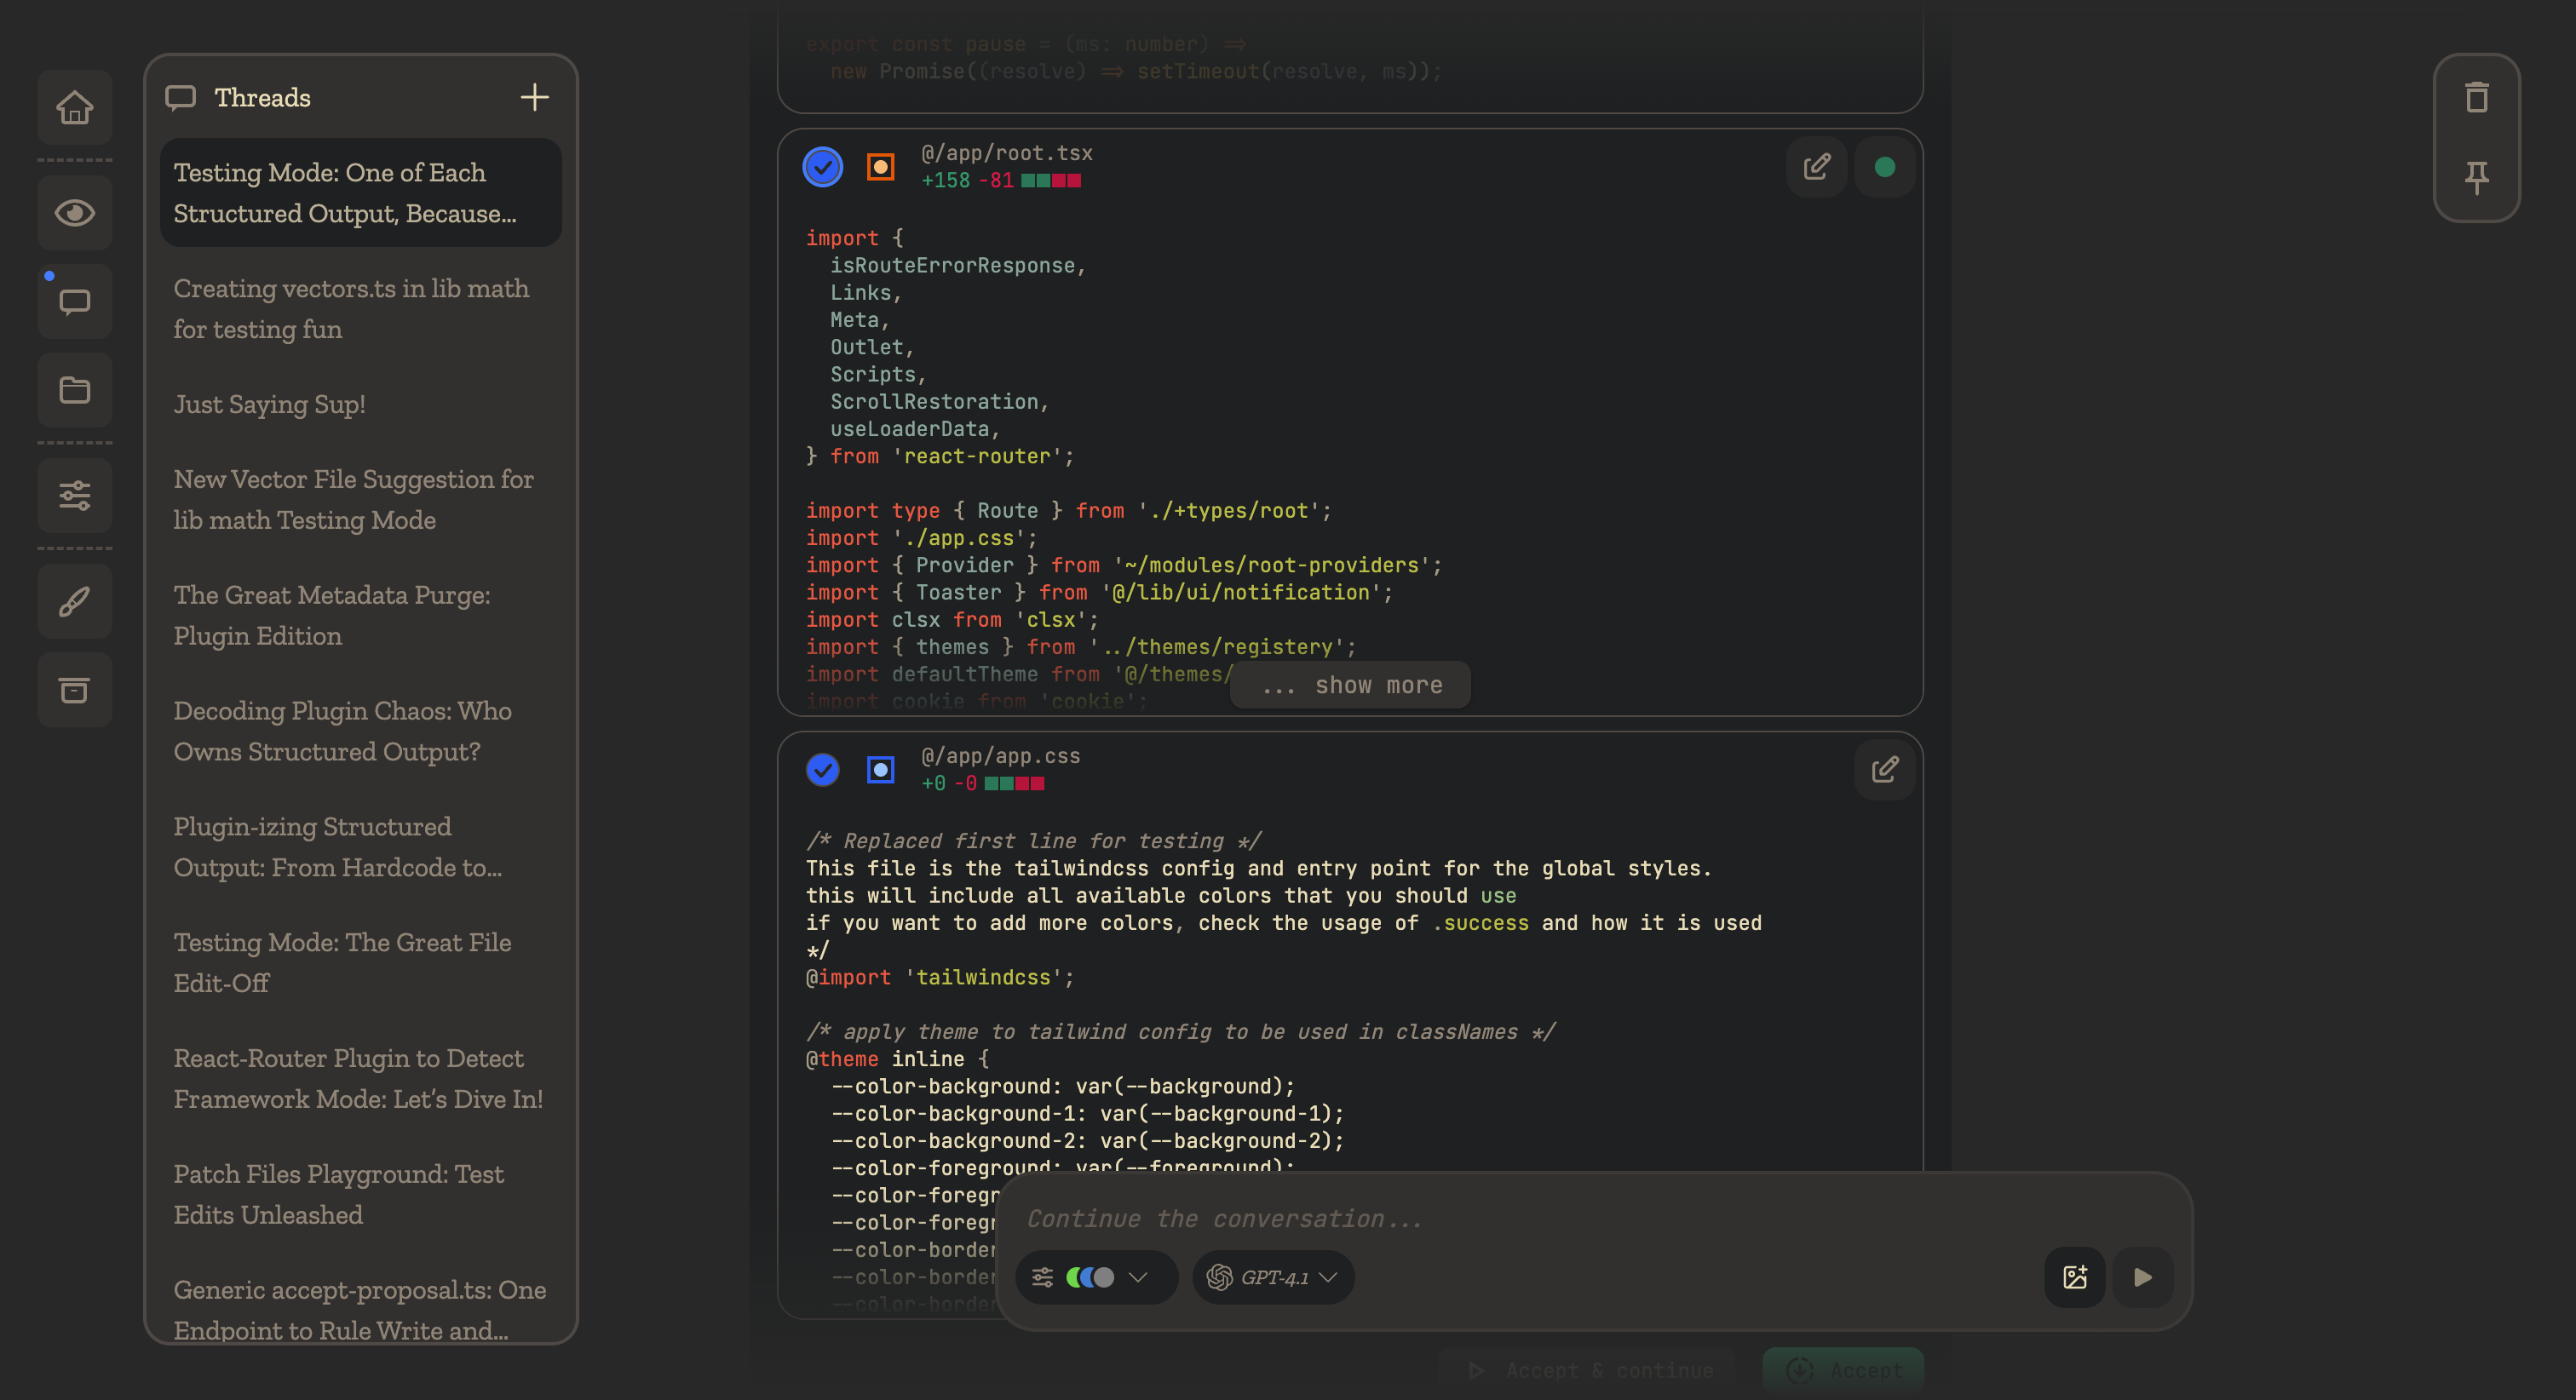 Threads
Testing Mode: One of Each
Structured Output, Because...
Creating vectors.ts in lib math
for testing fun
Just Saying Sup!
New Vector File Suggestion for
lib math Testing Mode
The Great Metadata Purge:
Plugin Edition
Decoding Plugin Chaos: Who
Owns Structured Output?
Plugin-izing Structured
Output: From Hardcode to...
Testing Mode: The Great File
Edit-Off
React-Router Plugin to Detect
Framework Mode: Let's Dive In!
Patch Files Playground: Test
Edits Unleashed
Generic accept-proposal.ts: One
Endpoint to Rule Write and...
export const pause = (ms: number) =>
  new Promise((resolve) => setTimeout(resolve, ms));
@/app/root.tsx
+158 -81
import {
  isRouteErrorResponse,
  Links,
  Meta,
  Outlet,
  Scripts,
  ScrollRestoration,
  useLoaderData,
} from 'react-router';
import type { Route } from './+types/root';
import './app.css';
import { Provider } from '~/modules/root-providers';
import { Toaster } from '@/lib/ui/notification';
import clsx from 'clsx';
import { themes } from '../themes/registery';
import defaultTheme from '@/themes/
import cookie from 'cookie';
... show more
@/app/app.css
+0 -0
/* Replaced first line for testing */
This file is the tailwindcss config and entry point for the global styles.
this will include all available colors that you should use
if you want to add more colors, check the usage of .success and how it is used
*/
@import 'tailwindcss';
/* apply theme to tailwind config to be used in classNames */
@theme inline {
  --color-background: var(--background);
  --color-background-1: var(--background-1);
  --color-background-2: var(--background-2);
  --color-foreground: var(--foreground);
  --color-foregr
  --color-foregr
  --color-border
  --color-border
  --color-border
Continue the conversation...
GPT-4.1
Accept & continue
Accept